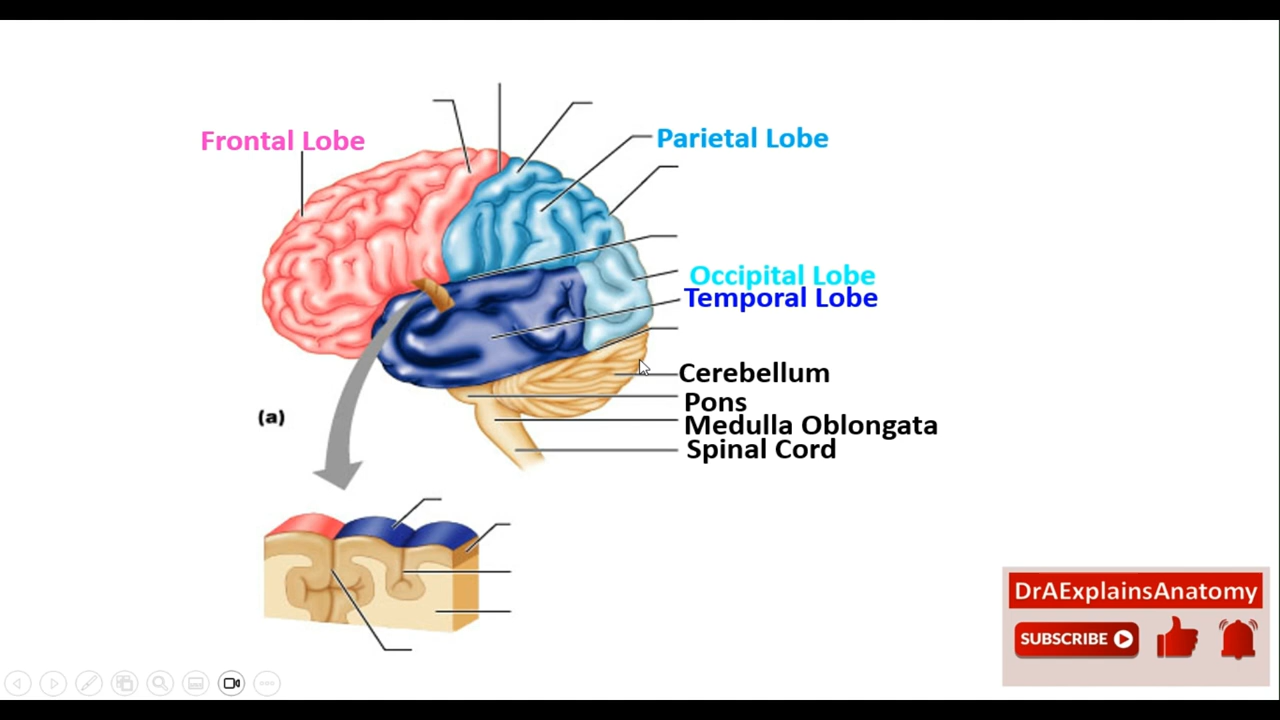 Frontal Lobe
Parietal Lobe
Occipital Lobe
Temporal Lobe
Cerebellum
Pons
Medulla Oblongata
Spinal Cord
(a)
DrAExplainsAnatomy
SUBSCRIBE